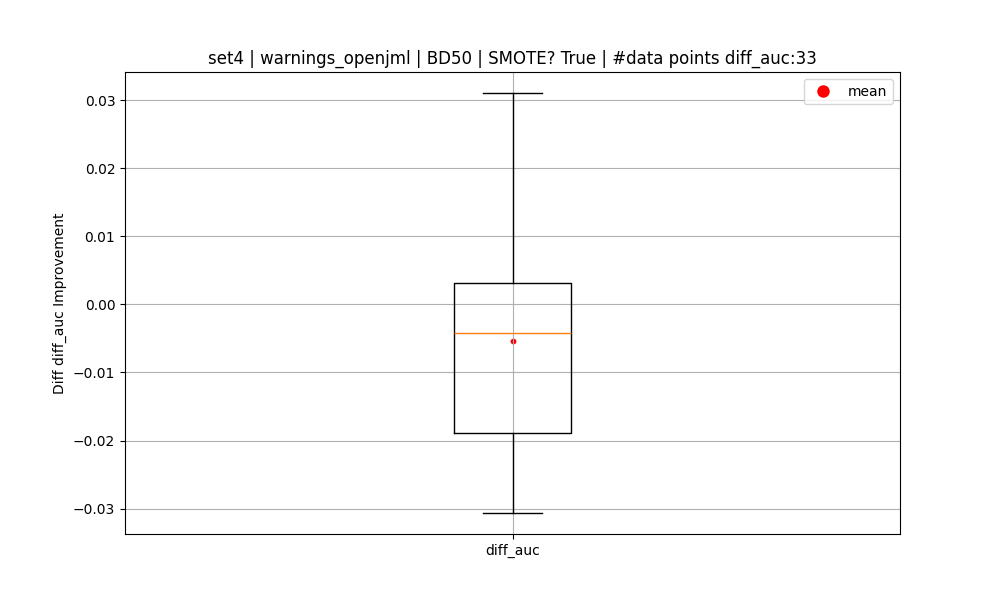 set4 | warnings_openjml | BD50 | SMOTE? True | #data points diff_auc:33
mean
Diff diff_auc Improvement
0.03
0.02
0.01
0.00
−0.01
−0.02
−0.03
diff_auc